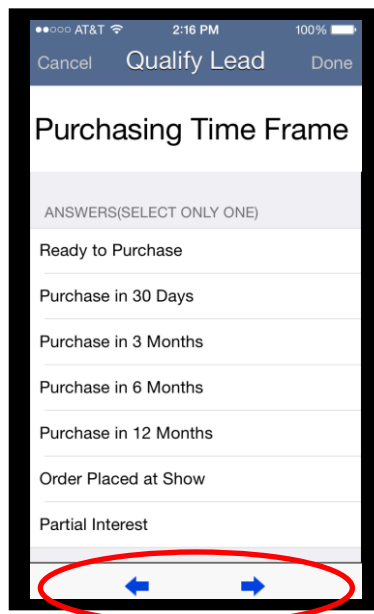 AT&T 2:16 PM 100%
Cancel Qualify Lead Done
Purchasing Time Frame
ANSWERS(SELECT ONLY ONE)
Ready to Purchase
Purchase in 30 Days
Purchase in 3 Months
Purchase in 6 Months
Purchase in 12 Months
Order Placed at Show
Partial Interest